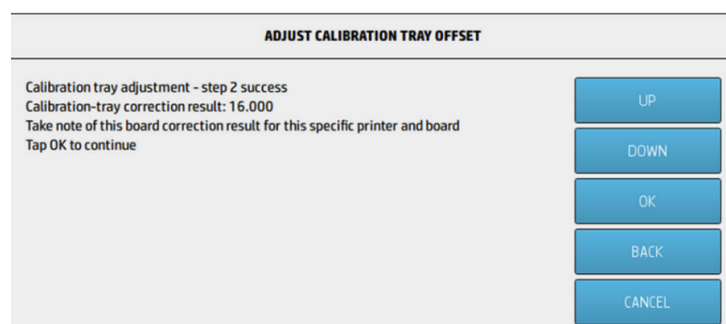 ADJUST CALIBRATION TRAY OFFSET
Calibration tray adjustment - step 2 success
Calibration-tray correction result: 16.000
Take note of this board correction result for this specific printer and board
Tap OK to continue
UP
DOWN
OK
BACK
CANCEL